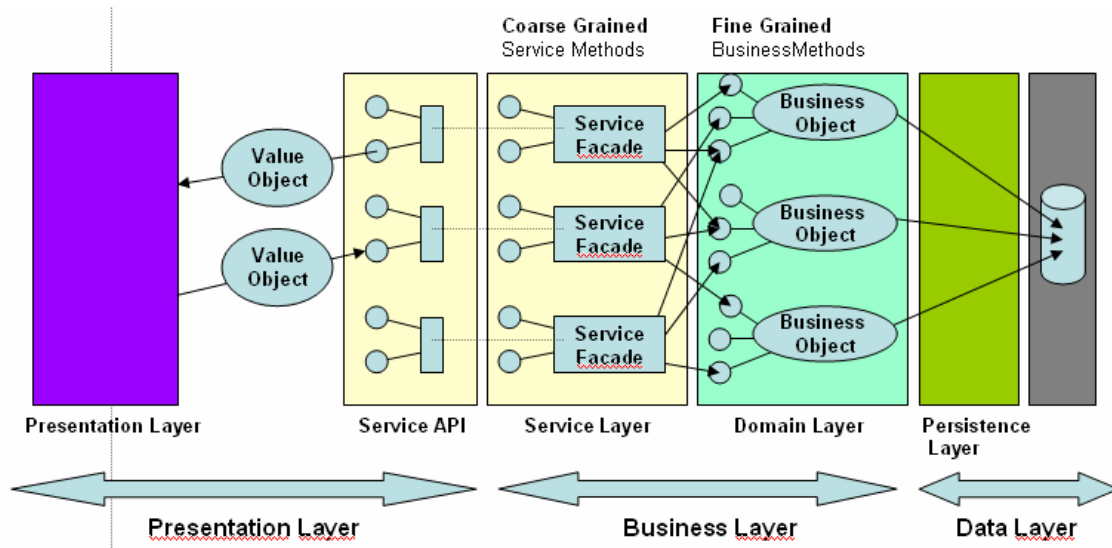 Coarse Grained
Service Methods
Fine Grained
BusinessMethods
Value
Object
Value
Object
Service
Facade
Service
Facade
Service
Facade
Business
Object
Business
Object
Business
Object
Presentation Layer
Service API
Service Layer
Domain Layer
Persistence
Layer
Presentation Layer
Business Layer
Data Layer